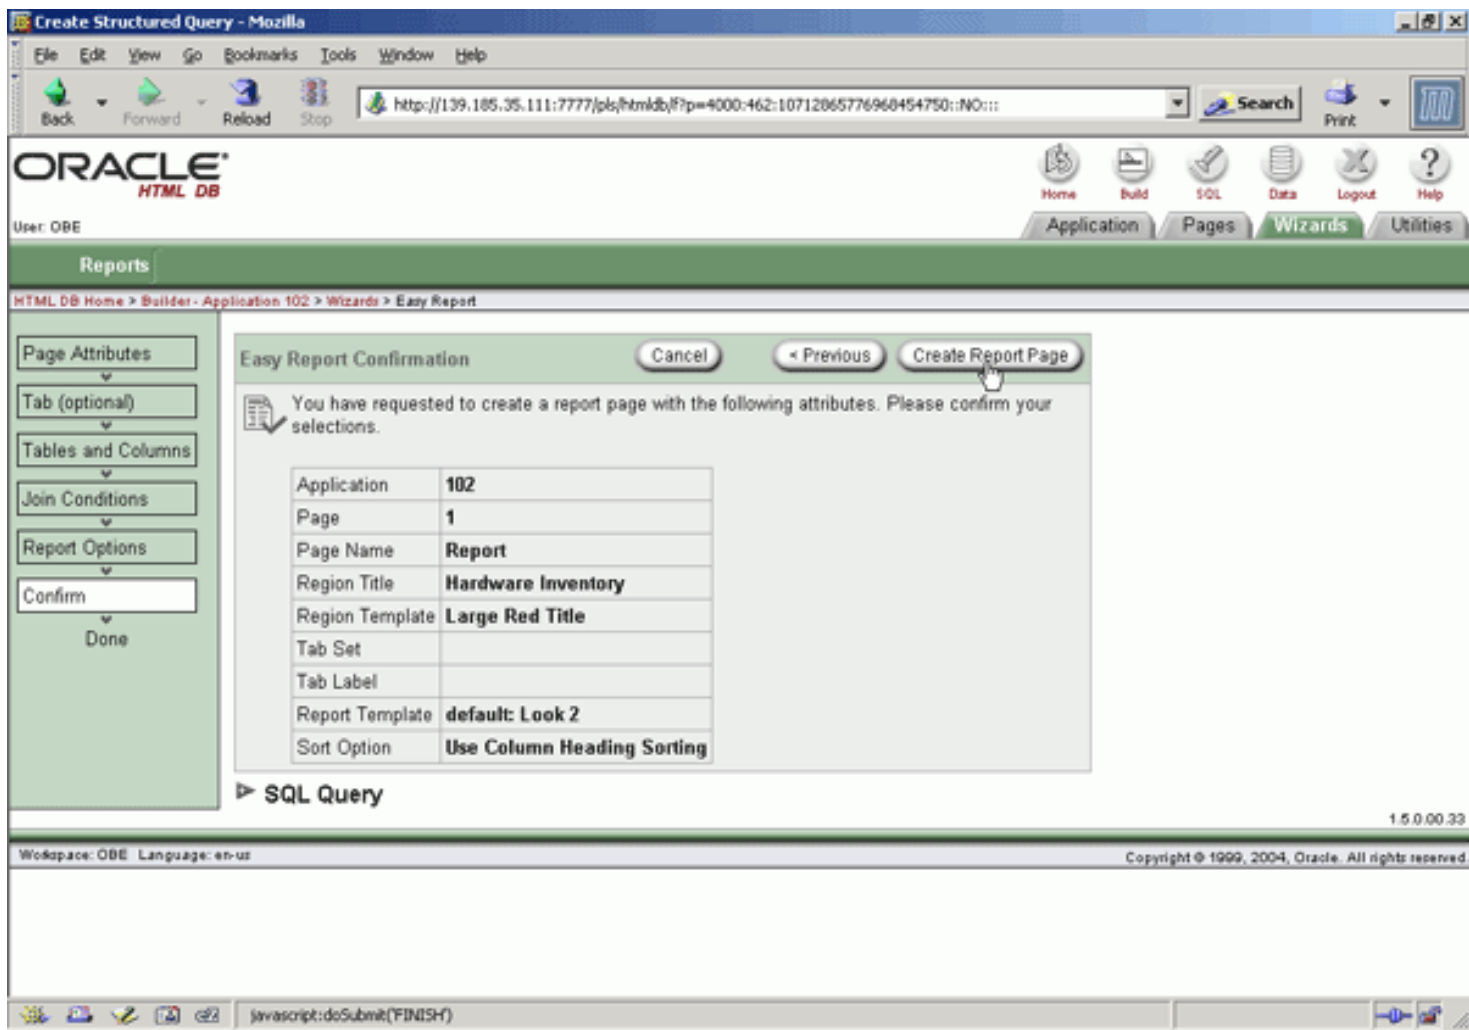 Create Structured Query - Mozilla
File Edit View Go Bookmarks Tools Window Help
Back Forward Reload Stop http://139.185.35.111:7777/pls/htmldb/f?p=4000:462:10712865776968454750::NO::: Search Print
ORACLE
HTML DB
Home Build SQL Data Logout Help
User: OBE
Application Pages Wizards Utilities
Reports
HTML DB Home > Builder - Application 102 > Wizards > Easy Report
Page Attributes
Tab (optional)
Tables and Columns
Join Conditions
Report Options
Confirm
Done
Easy Report Confirmation Cancel < Previous Create Report Page
You have requested to create a report page with the following attributes. Please confirm your
selections.
Application 102
Page 1
Page Name Report
Region Title Hardware Inventory
Region Template Large Red Title
Tab Set
Tab Label
Report Template default: Look 2
Sort Option Use Column Heading Sorting
SQL Query
1.5.0.00.33
Workspace: OBE Language: en-us Copyright © 1999, 2004, Oracle. All rights reserved.
javascript:doSubmit('FINISH')